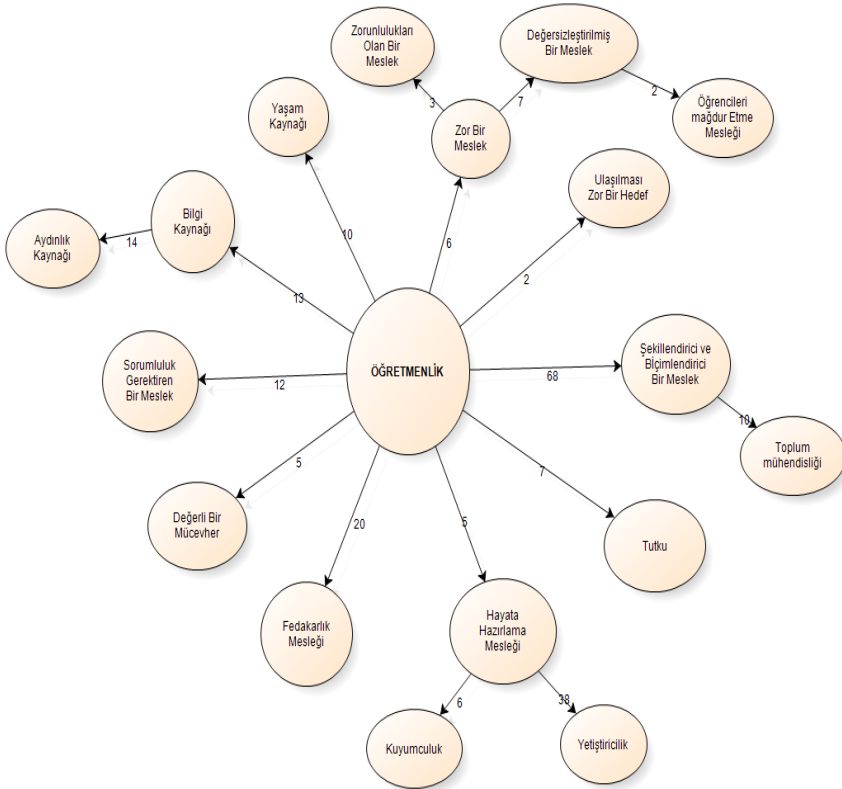 Zorunlulukları
Olan Bir
Meslek
Değersizleştirilmiş
Bir Meslek
3
7
2
Öğrencileri
mağdur Etme
Mesleği
Yaşam
Kaynağı
Zor Bir
Meslek
Ulaşılması
Zor Bir Hedef
Bilgi
Kaynağı
Aydınlık
Kaynağı
14
10
6
2
13
ÖĞRETMENLİK
Şekillendirici ve
Biçimlendirici
Bir Meslek
68
10
Toplum
mühendisliği
Sorumluluk
Gerektiren
Bir Meslek
12
5
Değerli Bir
Mücevher
20
5
7
Tutku
Fedakarlık
Mesleği
Hayata
Hazırlama
Mesleği
6
38
Kuyumculuk
Yetiştiricilik